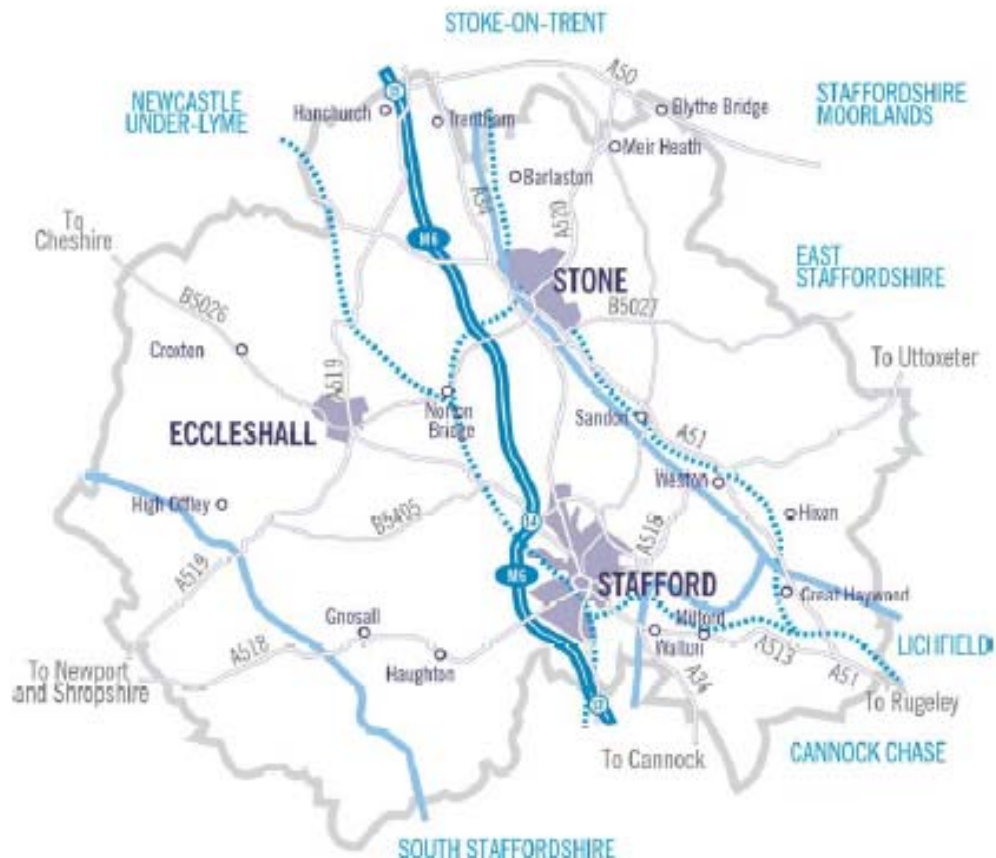 STOKE-ON-TRENT
NEWCASTLE
UNDER-LYME
STAFFORDSHIRE
MOORLANDS
15
A50
Hanchurch
Trentham
Blythe Bridge
Meir Heath
Barlaston
A34
A520
To
Cheshire
M6
EAST
STAFFORDSHIRE
STONE
B5026
B5027
Croxton
A519
To Uttoxeter
Norton
Bridge
ECCLESHALL
Sandon
A51
Weston
High Offley
B5405
14
A518
Hixon
M6
STAFFORD
A519
Great Haywood
Gnosall
Milford
Walton
A518
Haughton
A513
LICHFIELD
To Newport
and Shropshire
A34
A51
To Rugeley
13
To Cannock
CANNOCK CHASE
SOUTH STAFFORDSHIRE